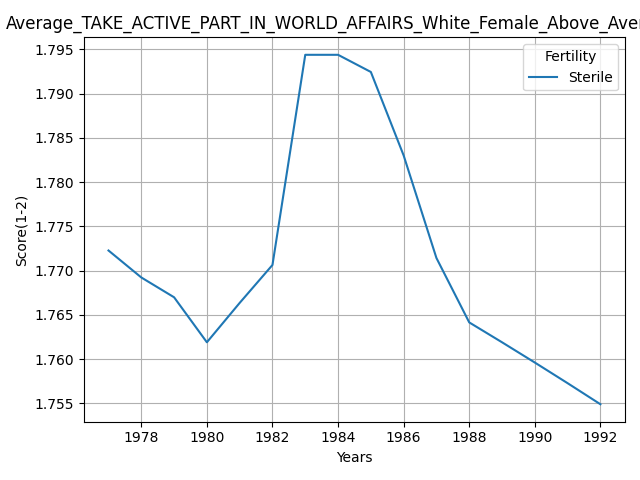 Average_TAKE_ACTIVE_PART_IN_WORLD_AFFAIRS_White_Female_Above_Aver
1.795
1.790
1.785
1.780
1.775
1.770
1.765
1.760
1.755
Score(1-2)
Fertility
Sterile
1978 1980 1982 1984 1986 1988 1990 1992
Years